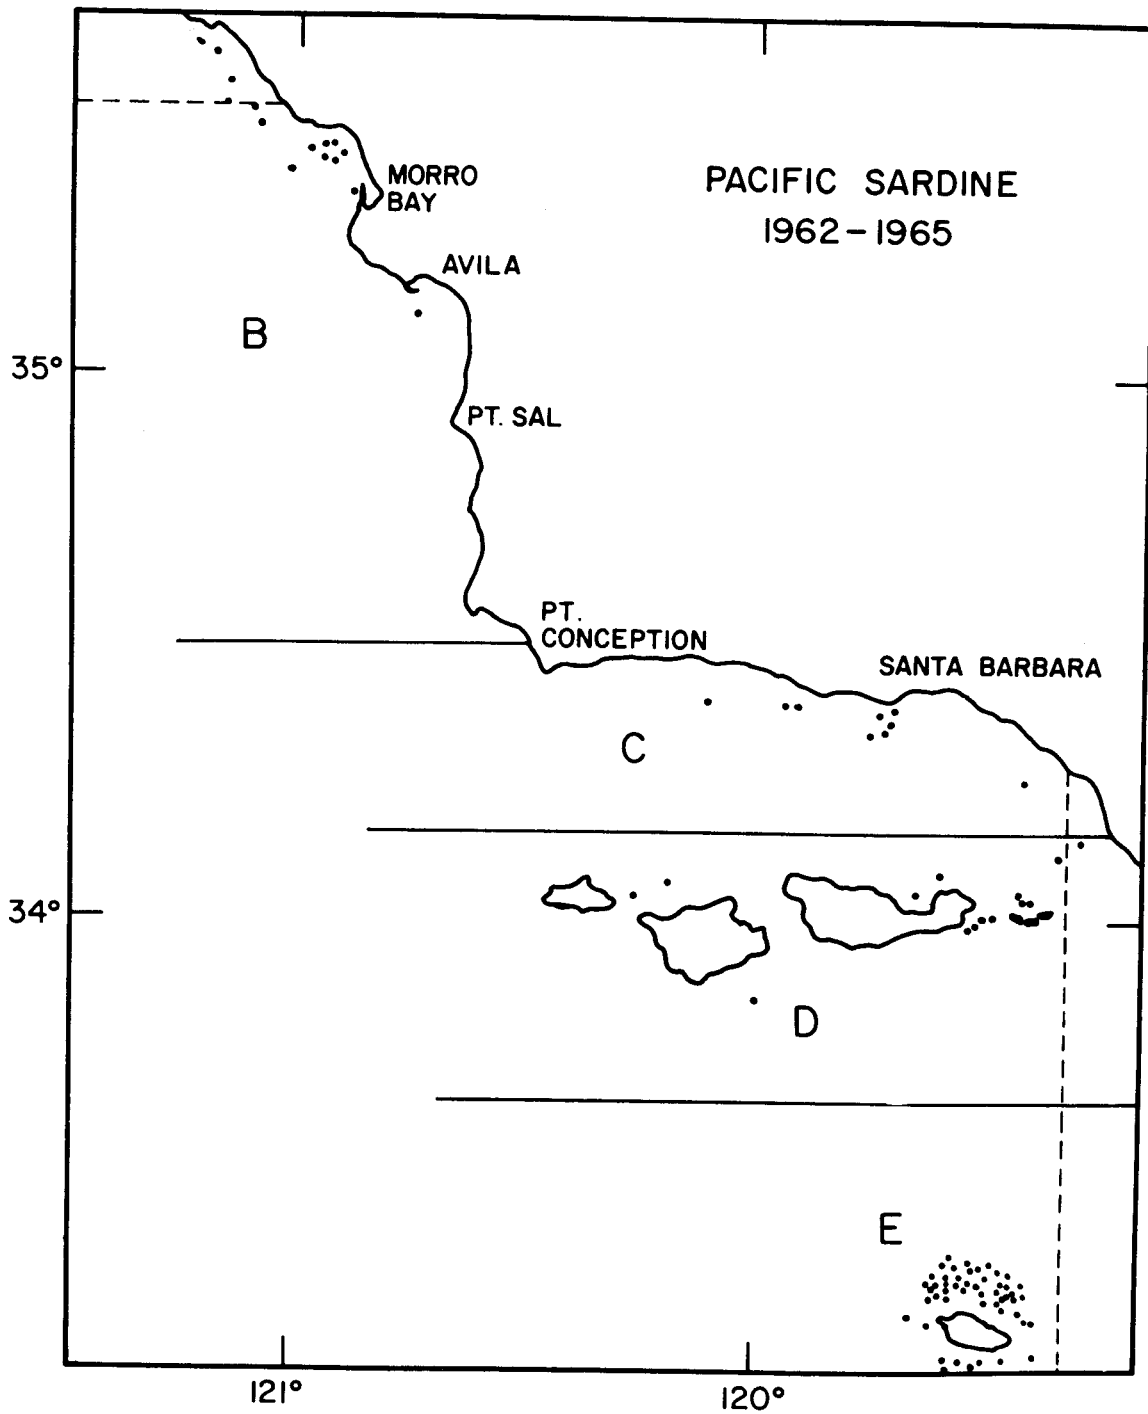 MORRO
BAY
PACIFIC SARDINE
1962-1965
AVILA
B
35°
PT. SAL
PT.
CONCEPTION
SANTA BARBARA
C
34°
D
E
121°
120°